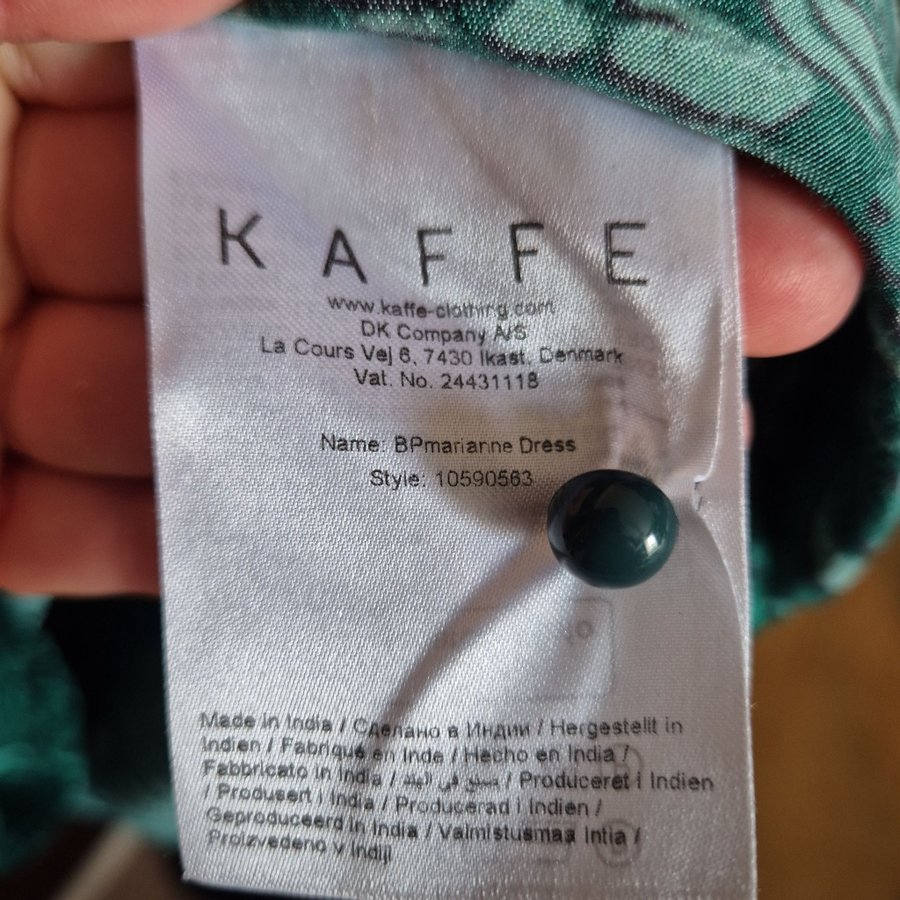 KAFFE
www.kaffe-clothing.com
DK Company A/S
La Cours Vej 6, 7430 Ikast, Denmark
Vat. No. 24431118
Name: BPmarianne Dress
Style: 10590563
Made in India / Сделано в Индии / Hergestellt in
Indien / Fabriqué en Inde / Hecho en India /
Fabbricato in India / صنع في الهند / Produceret i Indien
/ Produsert i India / Producerad i Indien /
Geproduceerd in India / Valmistusmaa Intia /
Proizvedeno v Indiji